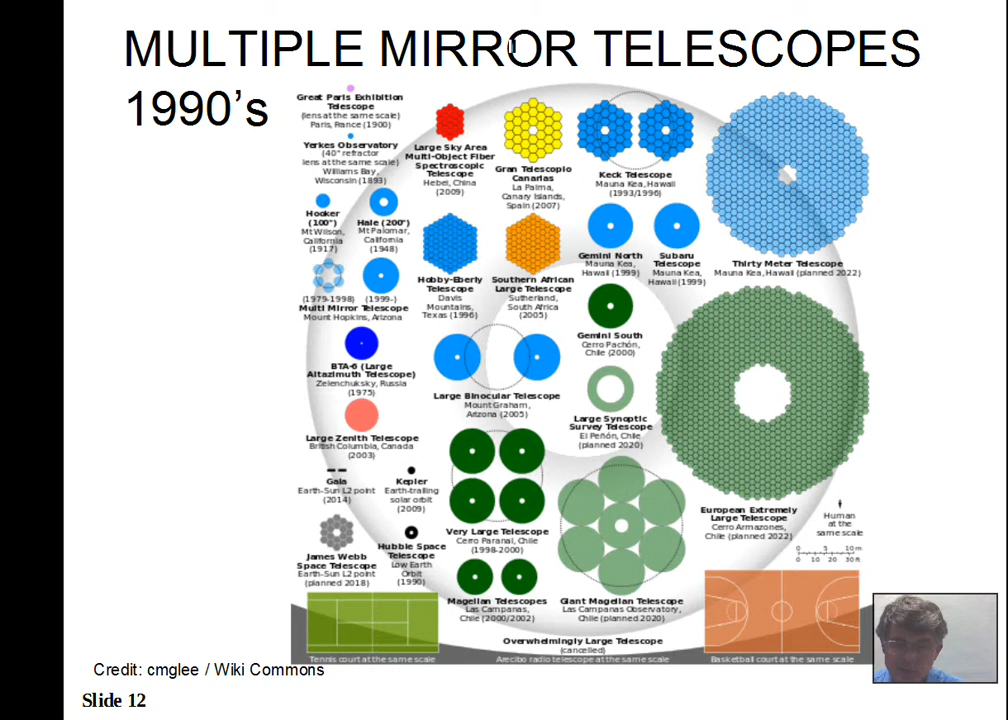 MULTIPLE MIRROR TELESCOPES
1990's
Great Paris Exhibition
Telescope
(lens at the same scale)
Paris, France (1900)
Yerkes Observatory
(40" refractor
lens at the same scale)
Williams Bay,
Wisconsin (1893)
Hooker
(100")
Mt Wilson,
California
(1917)
Hale (200")
Mt Palomar,
California
(1948)
(1979-1998) (1999-)
Multi Mirror Telescope
Mount Hopkins, Arizona
BTA-6 (Large
Altazimuth Telescope)
Zelenchuksky, Russia
(1975)
Large Zenith Telescope
British Columbia, Canada
(2003)
Gaia
Earth-Sun L2 point
(2014)
Kepler
Earth-trailing
solar orbit
(2009)
James Webb
Space Telescope
Earth-Sun L2 point
(planned 2018)
Hubble Space
Telescope
Low Earth
Orbit
(1990)
Large Sky Area
Multi-Object Fiber
Spectroscopic
Telescope
Hebei, China
(2009)
Gran Telescopio
Canarias
La Palma,
Canary Islands,
Spain (2007)
Keck Telescope
Mauna Kea, Hawaii
(1993/1996)
Thirty Meter Telescope
Mauna Kea, Hawaii (planned 2022)
Hobby-Eberly
Telescope
Davis
Mountains,
Texas (1996)
Southern African
Large Telescope
Sutherland,
South Africa
(2005)
Gemini North
Mauna Kea,
Hawaii (1999)
Subaru
Telescope
Mauna Kea,
Hawaii (1999)
Gemini South
Cerro Pachón,
Chile (2000)
Large Binocular Telescope
Mount Graham,
Arizona (2005)
Large Synoptic
Survey Telescope
El Peñón, Chile
(planned 2020)
Very Large Telescope
Cerro Paranal, Chile
(1998-2000)
European Extremely
Large Telescope
Cerro Armazones,
Chile (planned 2022)
Human
at the
same scale
0 5 10 m
0 10 20 30 ft
Magellan Telescopes
Las Campanas,
Chile (2000/2002)
Giant Magellan Telescope
Las Campanas Observatory,
Chile (planned 2020)
Overwhelmingly Large Telescope
(cancelled)
Tennis court at the same scale
Arecibo radio telescope at the same scale
Basketball court at the same scale
Credit: cmglee / Wiki Commons
Slide 12